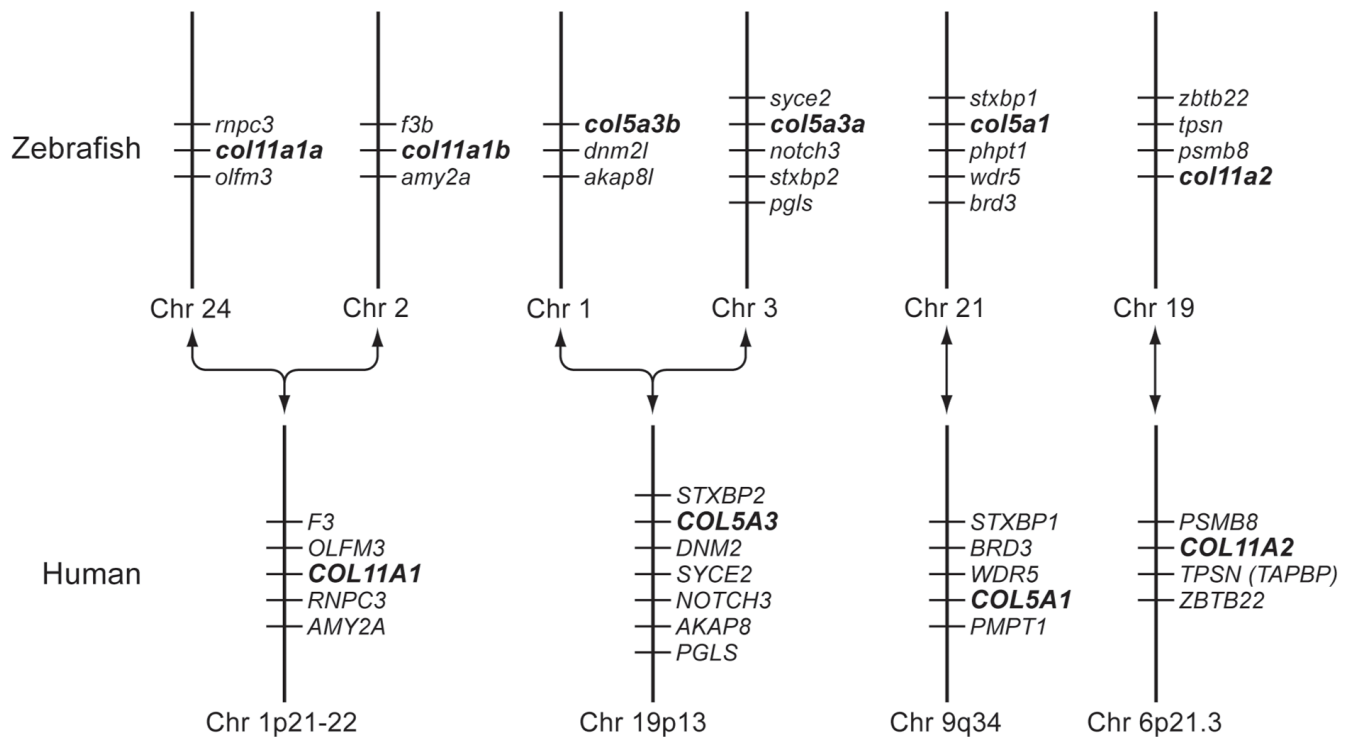 Zebrafish
rnpc3
col11a1a
olfm3
Chr 24
f3b
col11a1b
amy2a
Chr 2
col5a3b
dnm2l
akap8l
Chr 1
syce2
col5a3a
notch3
stxbp2
pgls
Chr 3
stxbp1
col5a1
phpt1
wdr5
brd3
Chr 21
zbtb22
tpsn
psmb8
col11a2
Chr 19
Human
F3
OLFM3
COL11A1
RNPC3
AMY2A
Chr 1p21-22
STXBP2
COL5A3
DNM2
SYCE2
NOTCH3
AKAP8
PGLS
Chr 19p13
STXBP1
BRD3
WDR5
COL5A1
PMPT1
Chr 9q34
PSMB8
COL11A2
TPSN (TAPBP)
ZBTB22
Chr 6p21.3